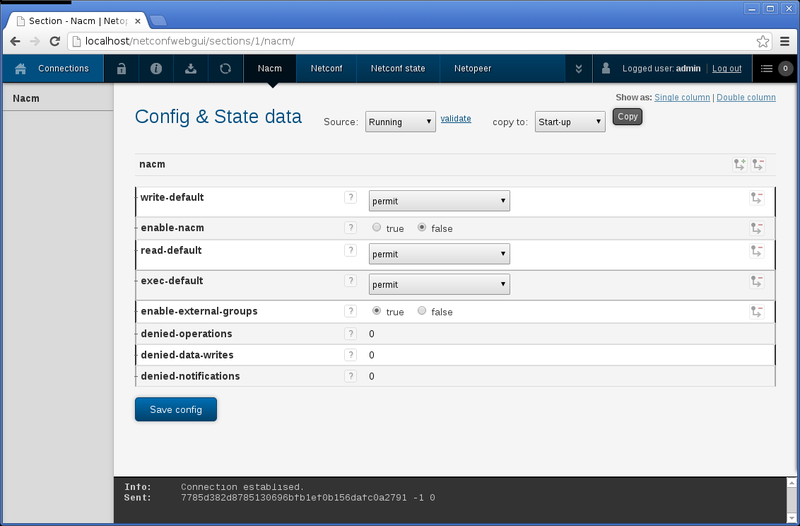 Section - Nacm | Netop
localhost/netconfwebgui/sections/1/nacm/
Connections Nacm Netconf Netconf state Netopeer Logged user: admin | Log out 0
Nacm
Show as: Single column | Double column
Config & State data Source: Running validate copy to: Start-up Copy
nacm
write-default ? permit
enable-nacm ? true false
read-default ? permit
exec-default ? permit
enable-external-groups ? true false
denied-operations ? 0
denied-data-writes ? 0
denied-notifications ? 0
Save config
Info: Connection establised.
Sent: 7785d382d8785130696bfb1ef0b156dafc0a2791 -1 0